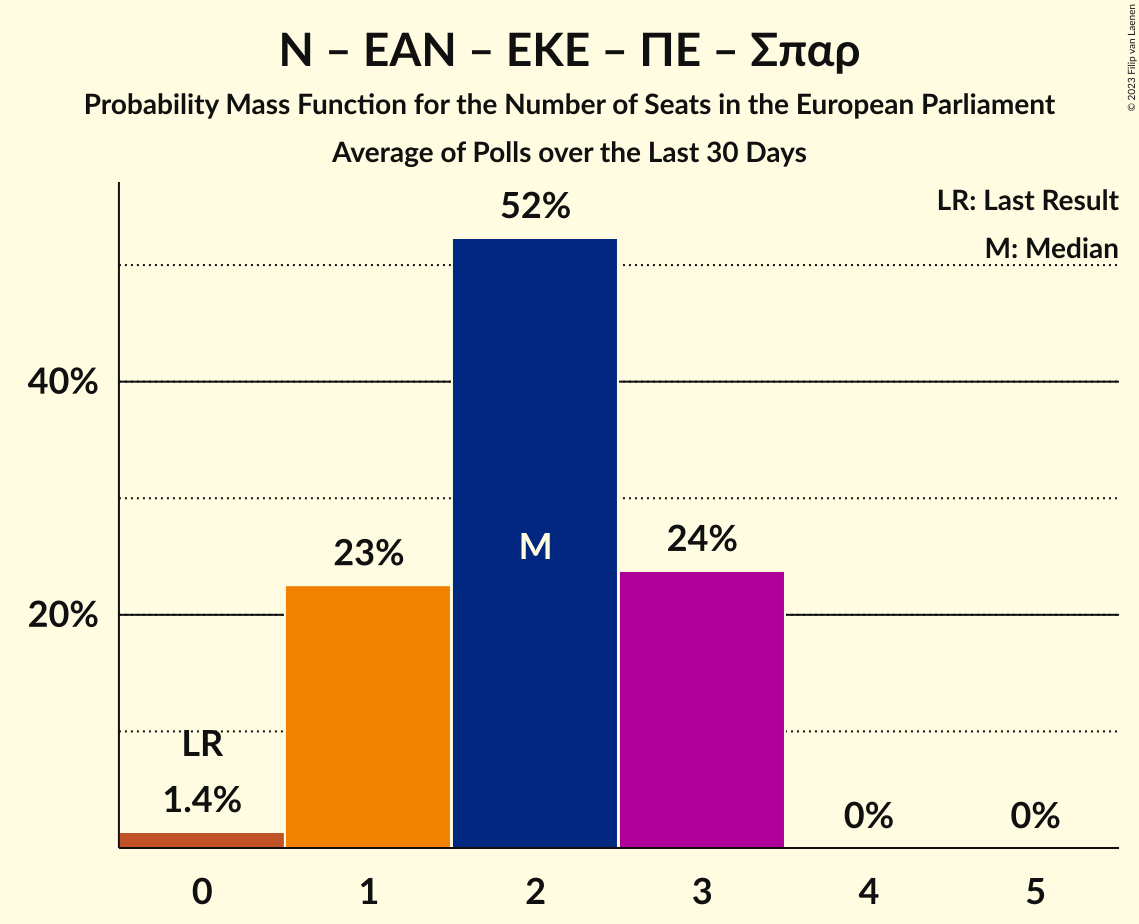 Ν – ΕΑΝ – ΕΚΕ – ΠΕ – Σπαρ
Probability Mass Function for the Number of Seats in the European Parliament
Average of Polls over the Last 30 Days
© 2023 Filip van Laenen
LR: Last Result
M: Median
52%
40%
M
24%
23%
20%
LR
1.4%
0%
0%
0
1
2
3
4
5